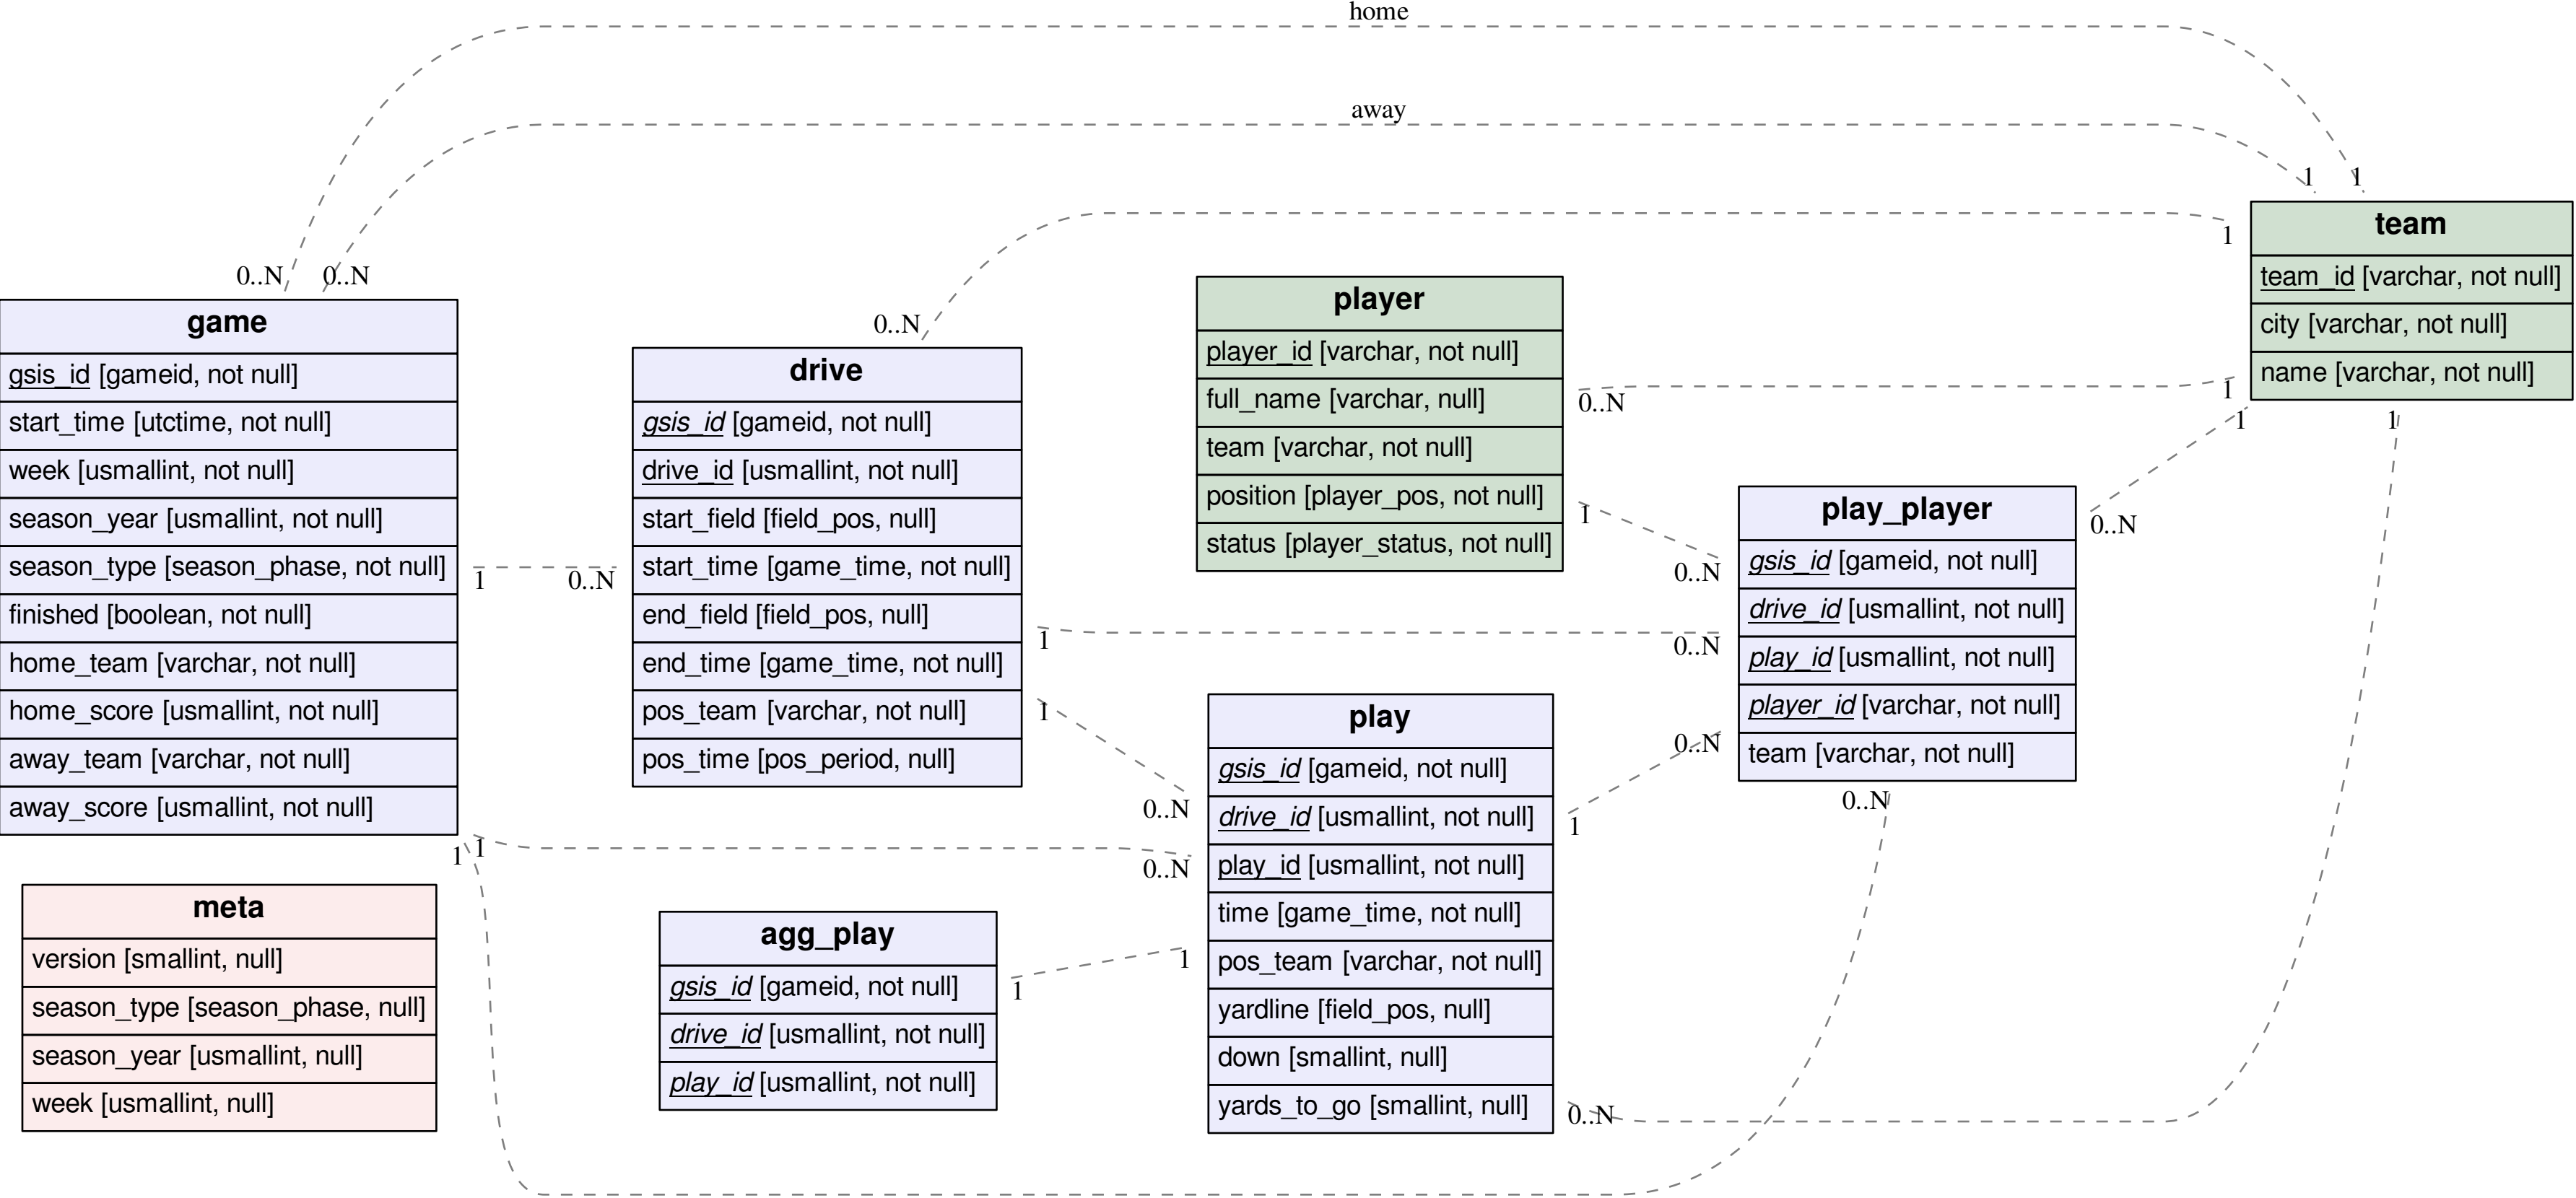 home
away
1
1
0..N
0..N
1
0..N
game
gsis_id [gameid, not null]
start_time [utctime, not null]
week [usmallint, not null]
season_year [usmallint, not null]
season_type [season_phase, not null]
finished [boolean, not null]
home_team [varchar, not null]
home_score [usmallint, not null]
away_team [varchar, not null]
away_score [usmallint, not null]
1
0..N
drive
gsis_id [gameid, not null]
drive_id [usmallint, not null]
start_field [field_pos, null]
start_time [game_time, not null]
end_field [field_pos, null]
end_time [game_time, not null]
pos_team [varchar, not null]
pos_time [pos_period, null]
player
player_id [varchar, not null]
full_name [varchar, null]
team [varchar, not null]
position [player_pos, not null]
status [player_status, not null]
team
team_id [varchar, not null]
city [varchar, not null]
name [varchar, not null]
0..N
1
1
1
0..N
1
0..N
play_player
gsis_id [gameid, not null]
drive_id [usmallint, not null]
play_id [usmallint, not null]
player_id [varchar, not null]
team [varchar, not null]
1
0..N
1
0..N
0..N
1
0..N
1
1
0..N
play
gsis_id [gameid, not null]
drive_id [usmallint, not null]
play_id [usmallint, not null]
time [game_time, not null]
pos_team [varchar, not null]
yardline [field_pos, null]
down [smallint, null]
yards_to_go [smallint, null]
0..N
meta
version [smallint, null]
season_type [season_phase, null]
season_year [usmallint, null]
week [usmallint, null]
agg_play
gsis_id [gameid, not null]
drive_id [usmallint, not null]
play_id [usmallint, not null]
1
1